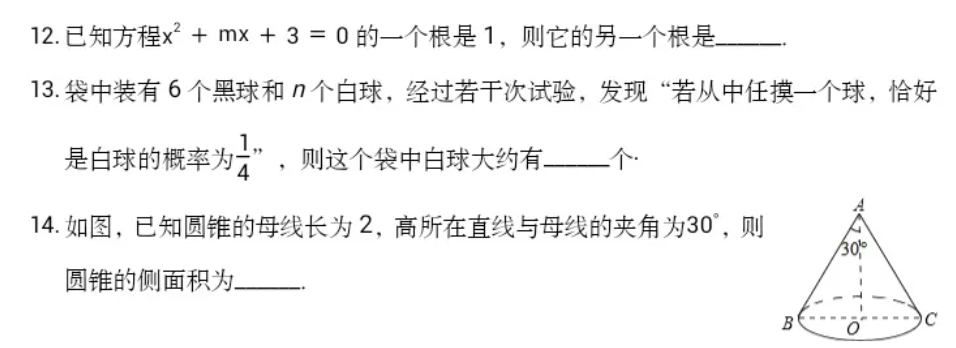 12. 已知方程x² + mx + 3 = 0 的一个根是 1，则它的另一个根是______.
13. 袋中装有 6 个黑球和 n 个白球，经过若干次试验，发现“若从中任摸一个球，恰好
是白球的概率为1/4”，则这个袋中白球大约有______个.
14. 如图，已知圆锥的母线长为 2，高所在直线与母线的夹角为30°，则
圆锥的侧面积为______.
A
30°
B
O
C